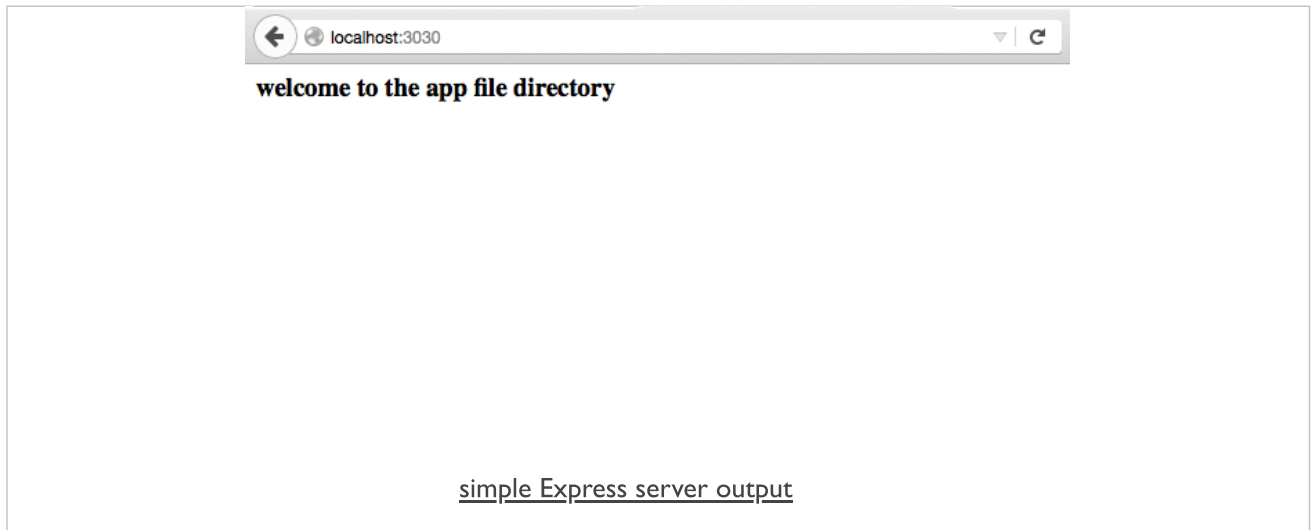 localhost:3030
welcome to the app file directory
simple Express server output